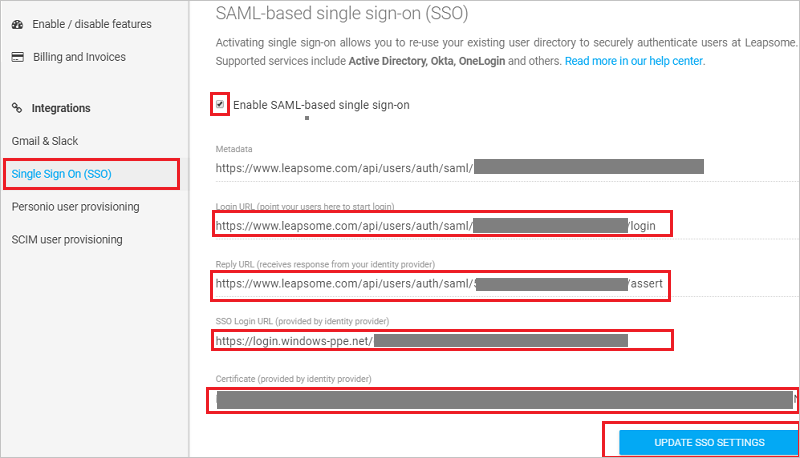 Enable / disable features
Billing and Invoices
Integrations
Gmail & Slack
Single Sign On (SSO)
Personio user provisioning
SCIM user provisioning
SAML-based single sign-on (SSO)
Activating single sign-on allows you to re-use your existing user directory to securely authenticate users at Leapsome.
Supported services include Active Directory, Okta, OneLogin and others. Read more in our help center.
Enable SAML-based single sign-on
Metadata
https://www.leapsome.com/api/users/auth/saml/
Login URL (point your users here to start login)
https://www.leapsome.com/api/users/auth/saml/ /login
Reply URL (receives response from your identity provider)
https://www.leapsome.com/api/users/auth/saml/ /assert
SSO Login URL (provided by identity provider)
https://login.windows-ppe.net/
Certificate (provided by identity provider)
UPDATE SSO SETTINGS